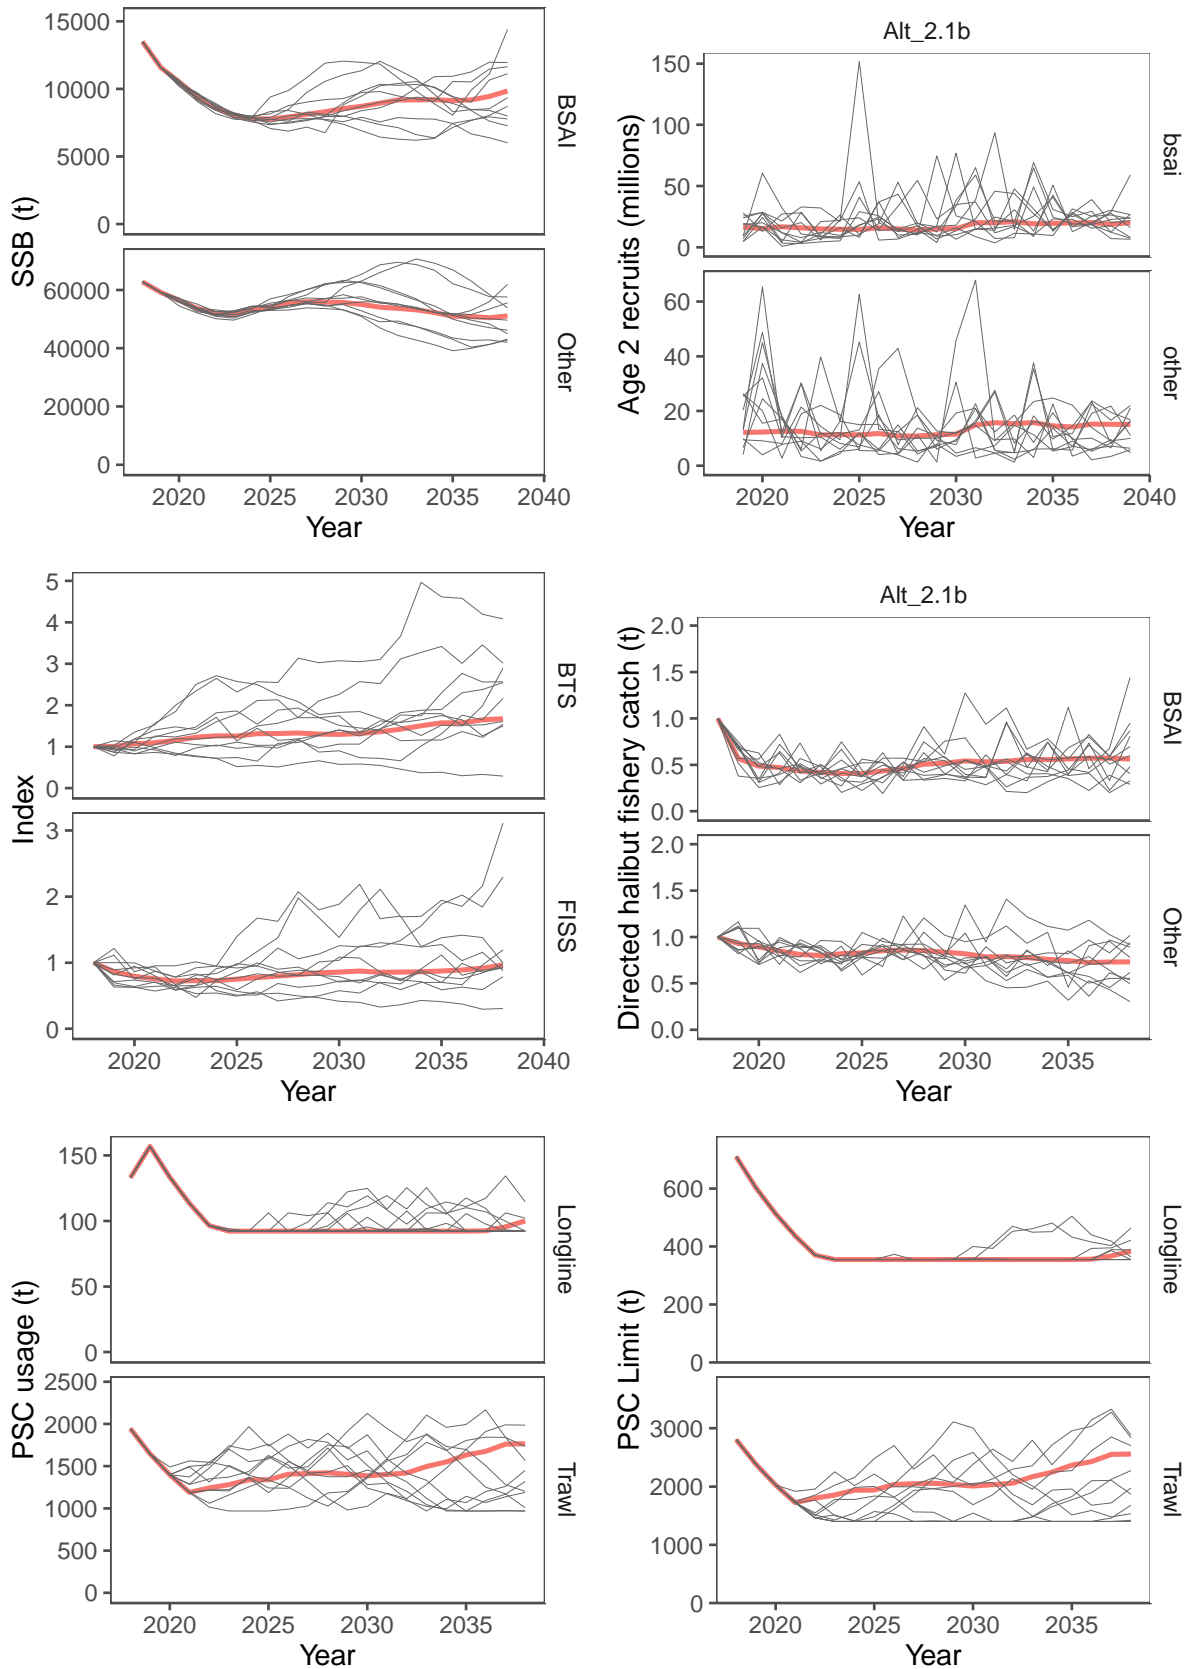 SSB (t)
15000
10000
5000
0
BSAI
60000
40000
20000
0
Other
2020 2025 2030 2035 2040
Year
Alt_2.1b
Age 2 recruits (millions)
150
100
50
0
bsai
60
40
20
0
other
2020 2025 2030 2035 2040
Year
Index
5
4
3
2
1
0
BTS
3
2
1
0
FISS
2020 2025 2030 2035 2040
Year
Alt_2.1b
Directed halibut fishery catch (t)
2.0
1.5
1.0
0.5
0.0
BSAI
2.0
1.5
1.0
0.5
0.0
Other
2020 2025 2030 2035
Year
PSC usage (t)
150
100
50
0
Longline
2500
2000
1500
1000
500
0
Trawl
2020 2025 2030 2035
Year
PSC Limit (t)
600
400
200
0
Longline
3000
2000
1000
0
Trawl
2020 2025 2030 2035
Year